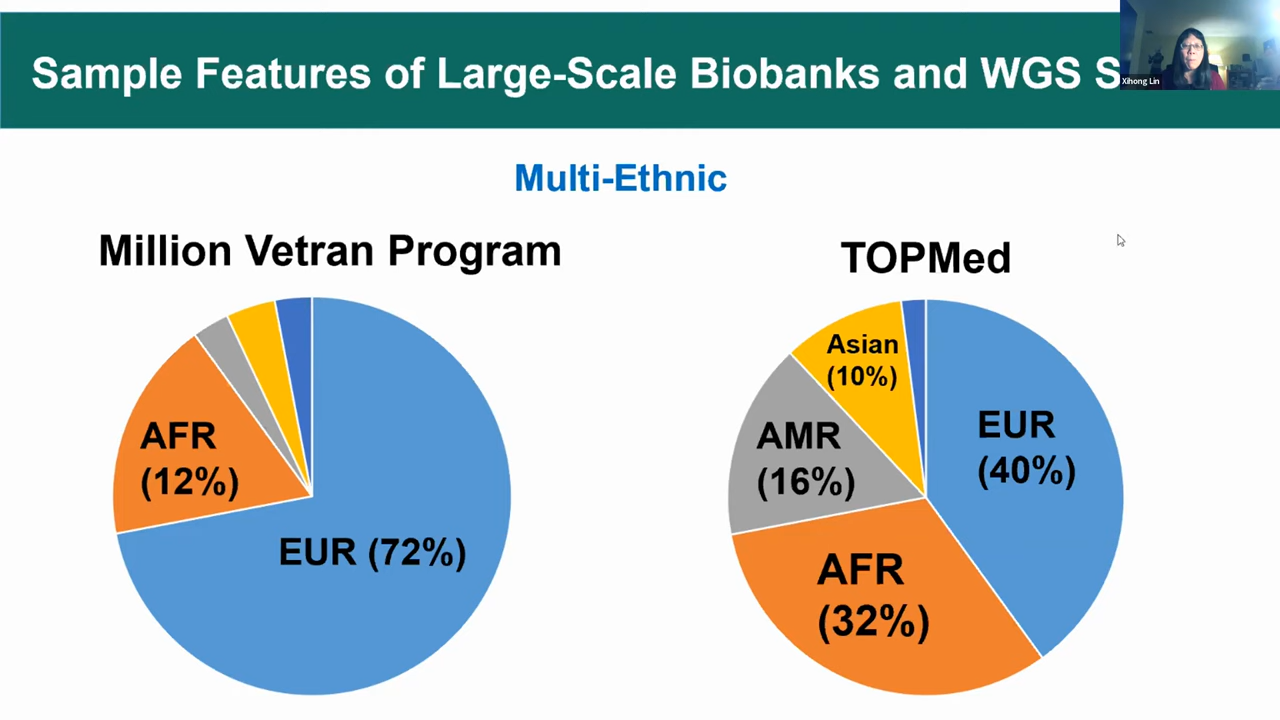 Sample Features of Large-Scale Biobanks and WGS S
Xihong Lin
Multi-Ethnic
Million Vetran Program
TOPMed
AFR
(12%)
EUR (72%)
Asian
(10%)
AMR
(16%)
EUR
(40%)
AFR
(32%)